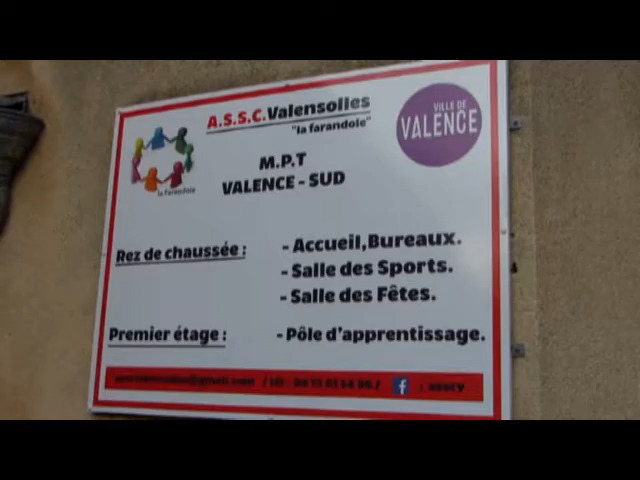 A.S.S.C.Valensolles
"la farandole"
VILLE DE
VALENCE
la Farandole
M.P.T
VALENCE - SUD
Rez de chaussée :
- Accueil,Bureaux.
- Salle des Sports.
- Salle des Fêtes.
Premier étage :
- Pôle d'apprentissage.